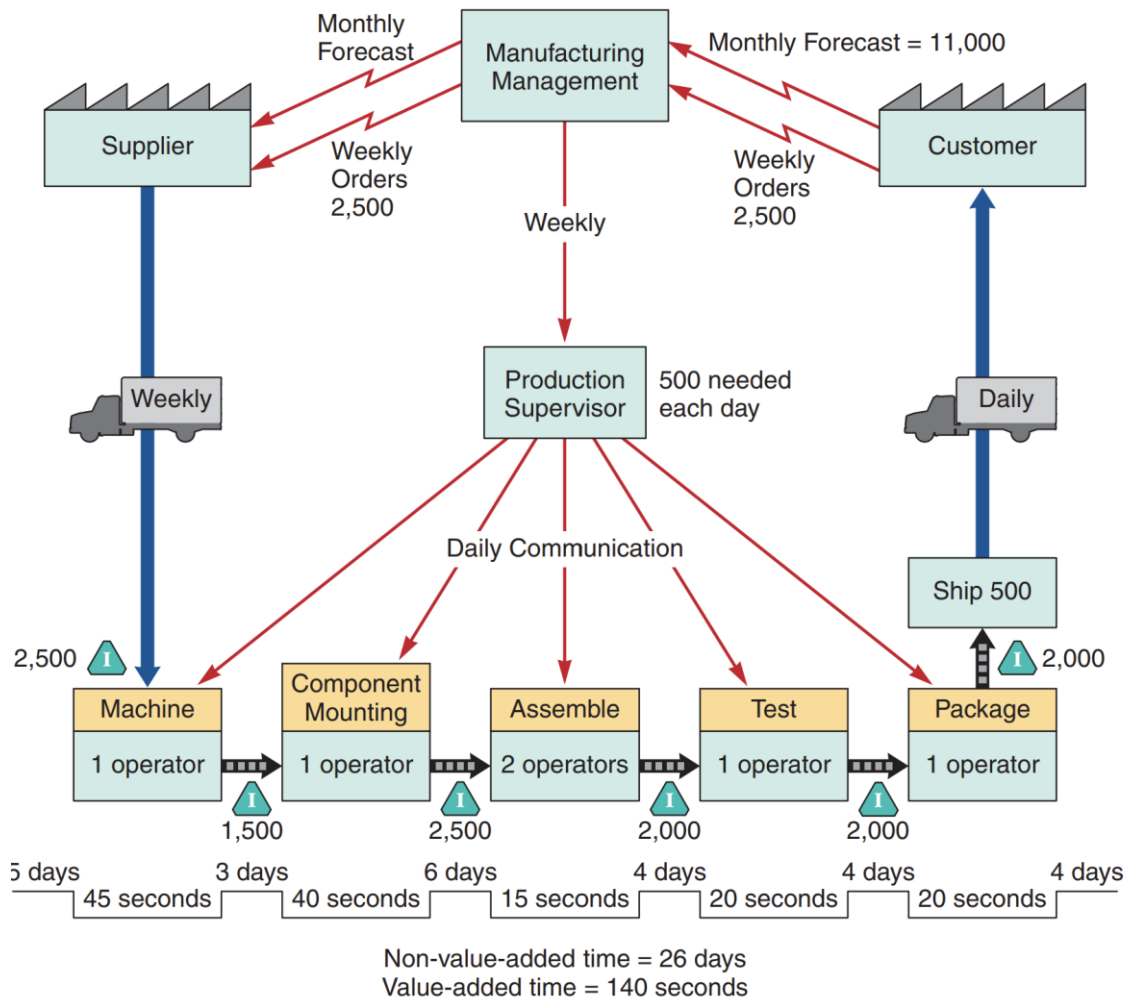 Monthly
Forecast
Manufacturing
Management
Monthly Forecast = 11,000
Supplier
Customer
Weekly
Orders
2,500
Weekly
Orders
2,500
Weekly
Weekly
Production
Supervisor
500 needed
each day
Daily
Daily Communication
Ship 500
2,500
I
I
2,000
Machine
Component
Mounting
Assemble
Test
Package
1 operator
1 operator
2 operators
1 operator
1 operator
I
I
I
I
1,500
2,500
2,000
2,000
5 days
3 days
6 days
4 days
4 days
4 days
45 seconds
40 seconds
15 seconds
20 seconds
20 seconds
Non-value-added time = 26 days
Value-added time = 140 seconds